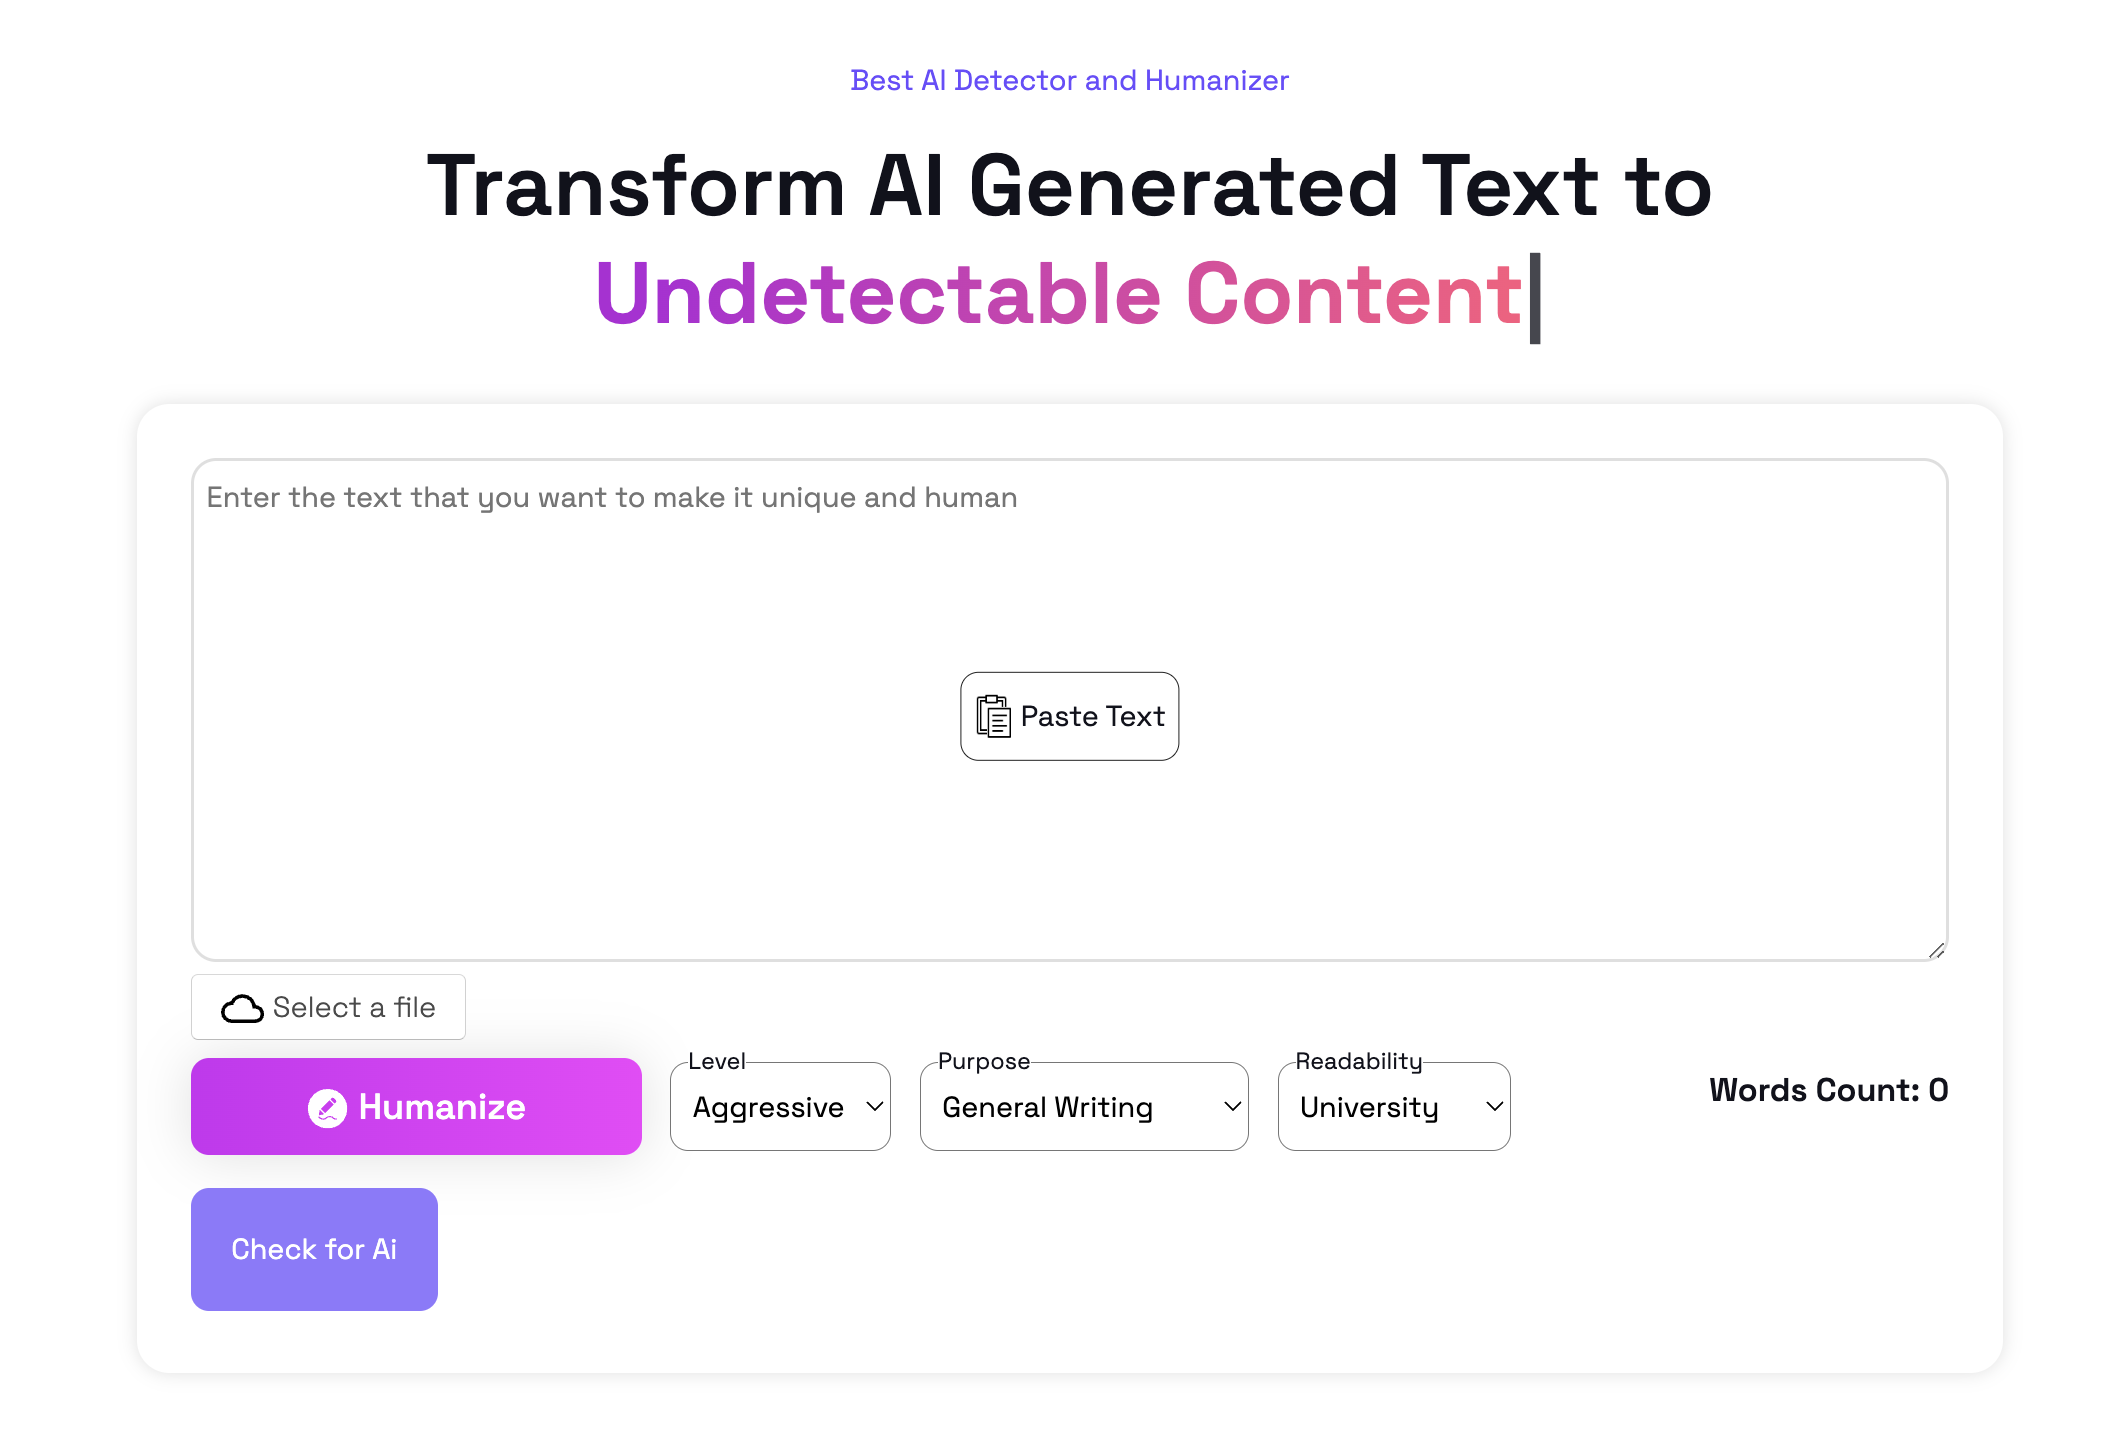 Best AI Detector and Humanizer
Transform AI Generated Text to
Undetectable Content
Enter the text that you want to make it unique and human
Paste Text
Select a file
Humanize
Level
Aggressive
Purpose
General Writing
Readability
University
Words Count: 0
Check for Ai